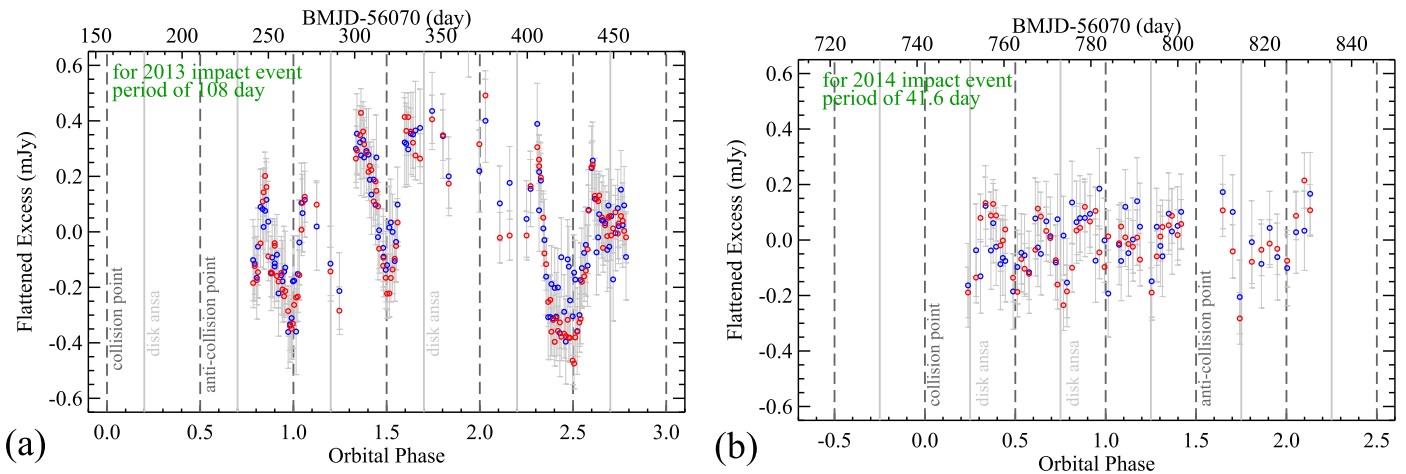 BMJD-56070 (day)
150 200 250 300 350 400 450
for 2013 impact event
period of 108 day
Flattened Excess (mJy)
0.6
0.4
0.2
0.0
-0.2
-0.4
-0.6
collision point
disk ansa
anti-collision point
disk ansa
0.0 0.5 1.0 1.5 2.0 2.5 3.0
Orbital Phase
(a)
BMJD-56070 (day)
720 740 760 780 800 820 840
for 2014 impact event
period of 41.6 day
Flattened Excess (mJy)
0.6
0.4
0.2
0.0
-0.2
-0.4
-0.6
collision point
disk ansa
disk ansa
anti-collision point
-0.5 0.0 0.5 1.0 1.5 2.0 2.5
Orbital Phase
(b)